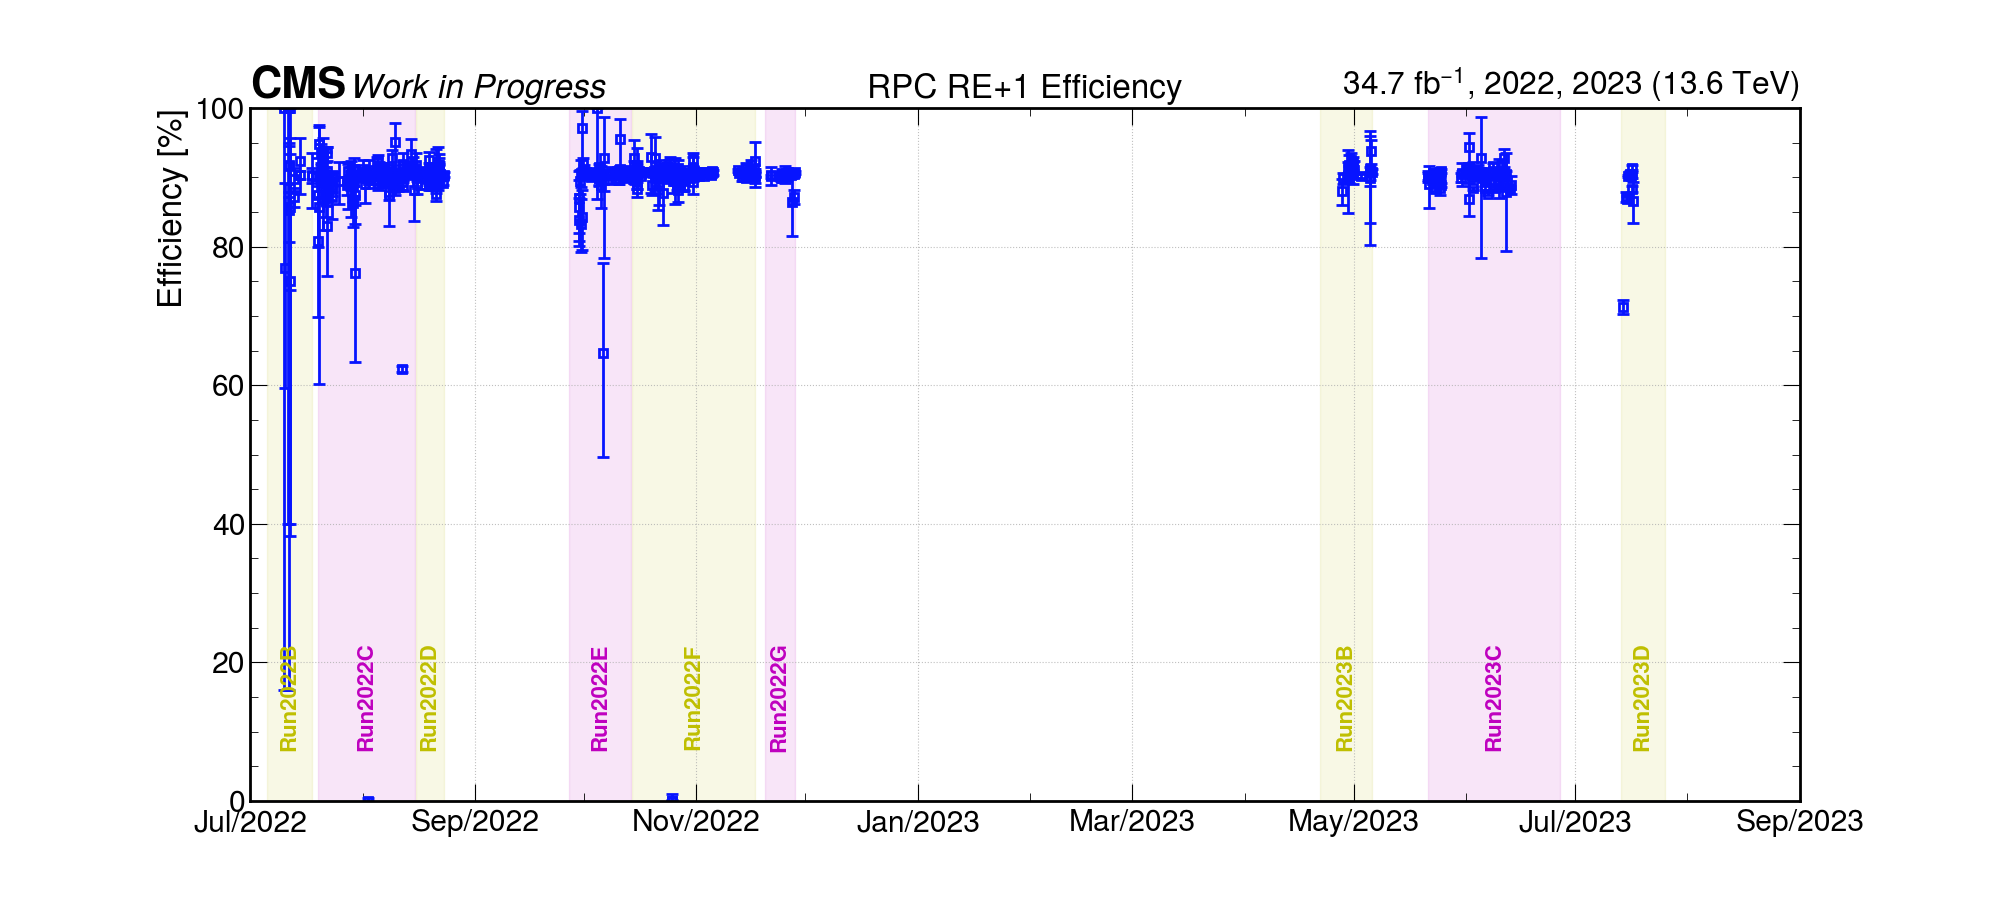 CMS Work in Progress
RPC RE+1 Efficiency
34.7 fb⁻¹, 2022, 2023 (13.6 TeV)
Efficiency [%]
100
80
60
40
20
0
Run2022B
Run2022C
Run2022D
Run2022E
Run2022F
Run2022G
Run2023B
Run2023C
Run2023D
Jul/2022
Sep/2022
Nov/2022
Jan/2023
Mar/2023
May/2023
Jul/2023
Sep/2023